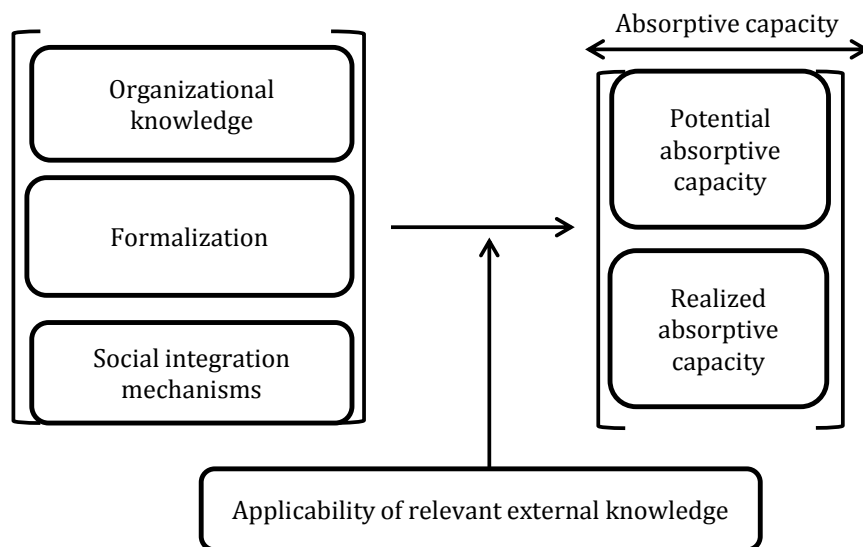 Absorptive capacity
Organizational
knowledge
Formalization
Social integration
mechanisms
Potential
absorptive
capacity
Realized
absorptive
capacity
Applicability of relevant external knowledge